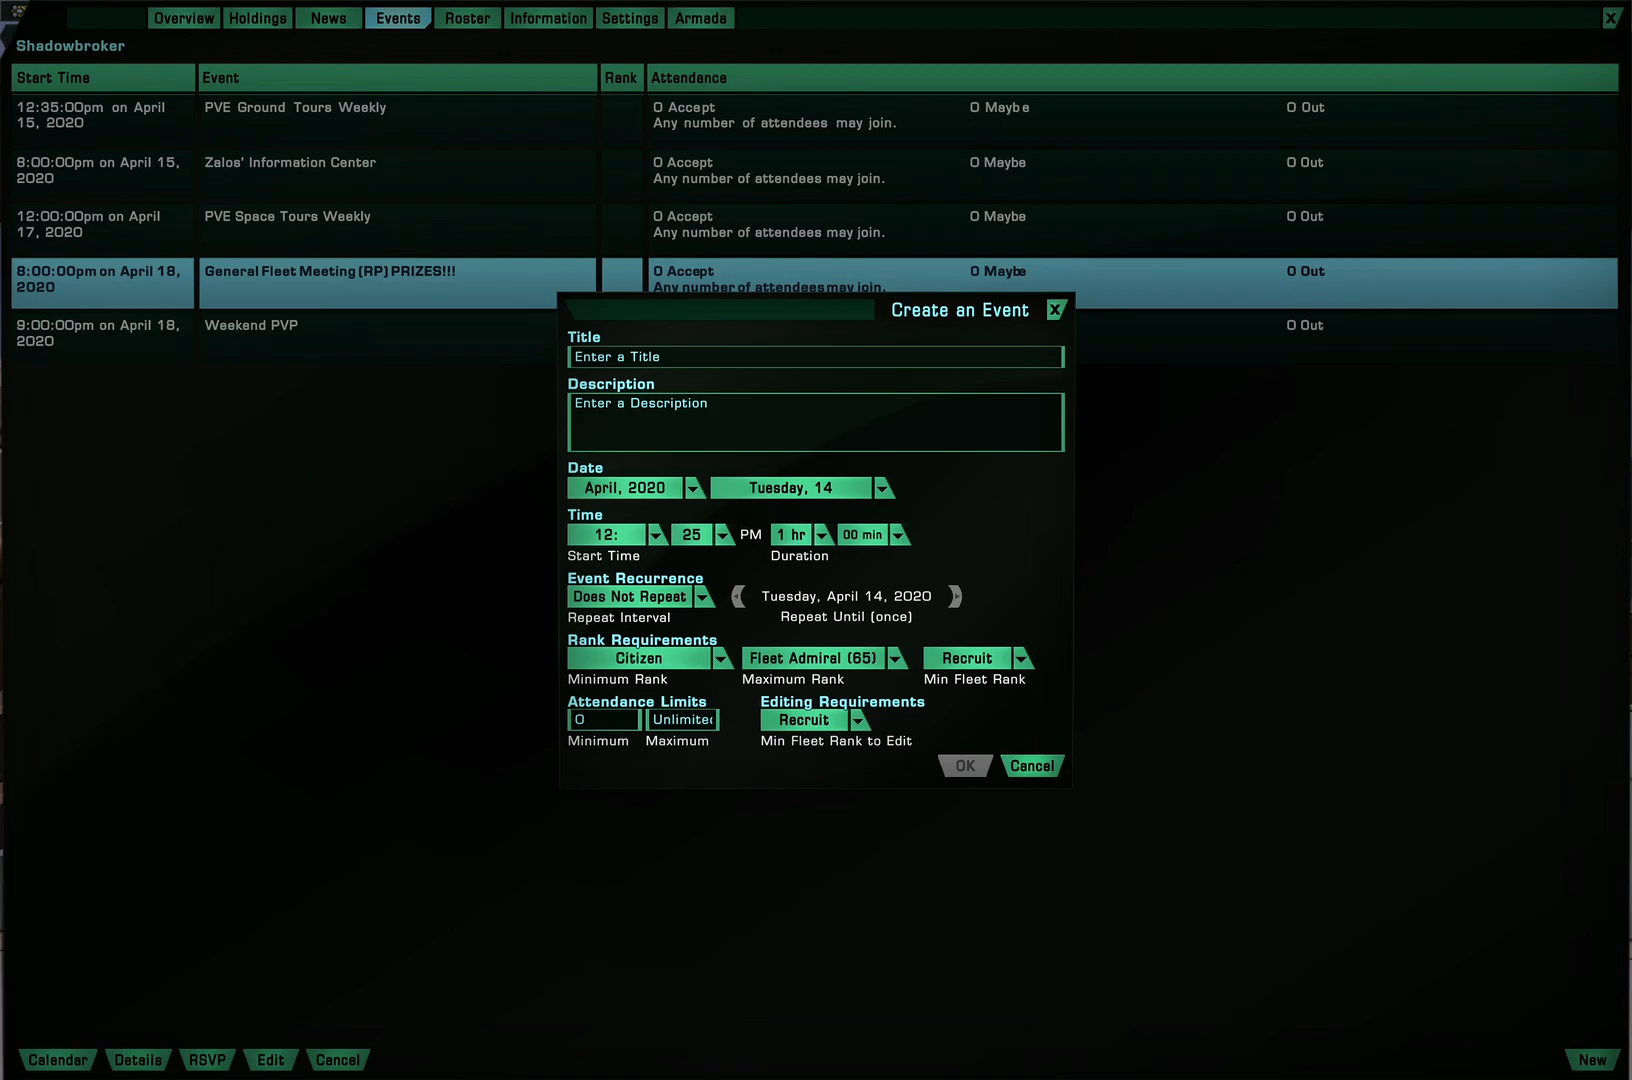 Overview Holdings News Events Roster Information Settings Armada X
Shadowbroker
Start Time Event Rank Attendance
12:35:00pm on April PVE Ground Tours Weekly 0 Accept 0 Maybe 0 Out
15, 2020 Any number of attendees may join.
8:00:00pm on April 15, Zalos' Information Center 0 Accept 0 Maybe 0 Out
2020 Any number of attendees may join.
12:00:00pm on April PVE Space Tours Weekly 0 Accept 0 Maybe 0 Out
17, 2020 Any number of attendees may join.
8:00:00pm on April 18, General Fleet Meeting (RP) PRIZES!!! 0 Accept 0 Maybe 0 Out
2020 Any number of attendees may join.
9:00:00pm on April 18, Weekend PVP 0 Out
2020
Create an Event X
Title
Enter a Title
Description
Enter a Description
Date
April, 2020 Tuesday, 14
Time
12: 25 PM 1 hr 00 min
Start Time Duration
Event Recurrence
Does Not Repeat Tuesday, April 14, 2020
Repeat Interval Repeat Until (once)
Rank Requirements
Citizen Fleet Admiral (65) Recruit
Minimum Rank Maximum Rank Min Fleet Rank
Attendance Limits Editing Requirements
0 Unlimited Recruit
Minimum Maximum Min Fleet Rank to Edit
OK Cancel
Calendar Details RSVP Edit Cancel New